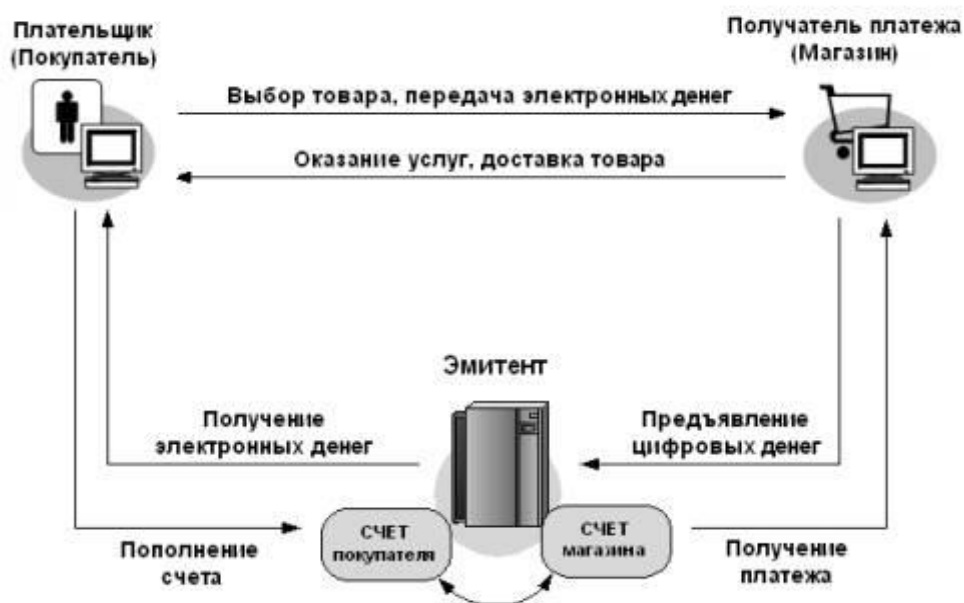 Плательщик
(Покупатель)
Получатель платежа
(Магазин)
Выбор товара, передача электронных денег
Оказание услуг, доставка товара
Эмитент
Получение
электронных денег
Предъявление
цифровых денег
СЧЕТ
покупателя
СЧЕТ
магазина
Пополнение
счета
Получение
платежа